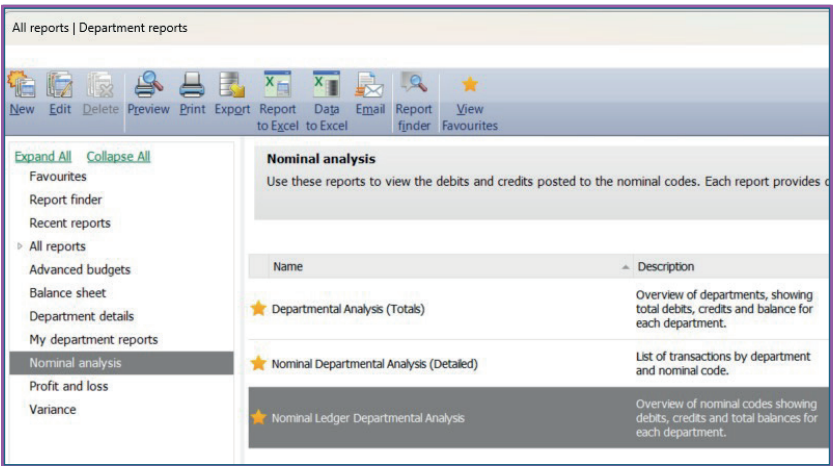 All reports | Department reports
New Edit Delete Preview Print Export Report to Excel Data to Excel Email Report finder View Favourites
Expand All Collapse All
Favourites
Report finder
Recent reports
All reports
Advanced budgets
Balance sheet
Department details
My department reports
Nominal analysis
Profit and loss
Variance
Nominal analysis
Use these reports to view the debits and credits posted to the nominal codes. Each report provides
Name Description
Departmental Analysis (Totals)
Overview of departments, showing
total debits, credits and balance for
each department.
Nominal Departmental Analysis (Detailed)
List of transactions by department
and nominal code.
Nominal Ledger Departmental Analysis
Overview of nominal codes showing
debits, credits and total balances for
each department.